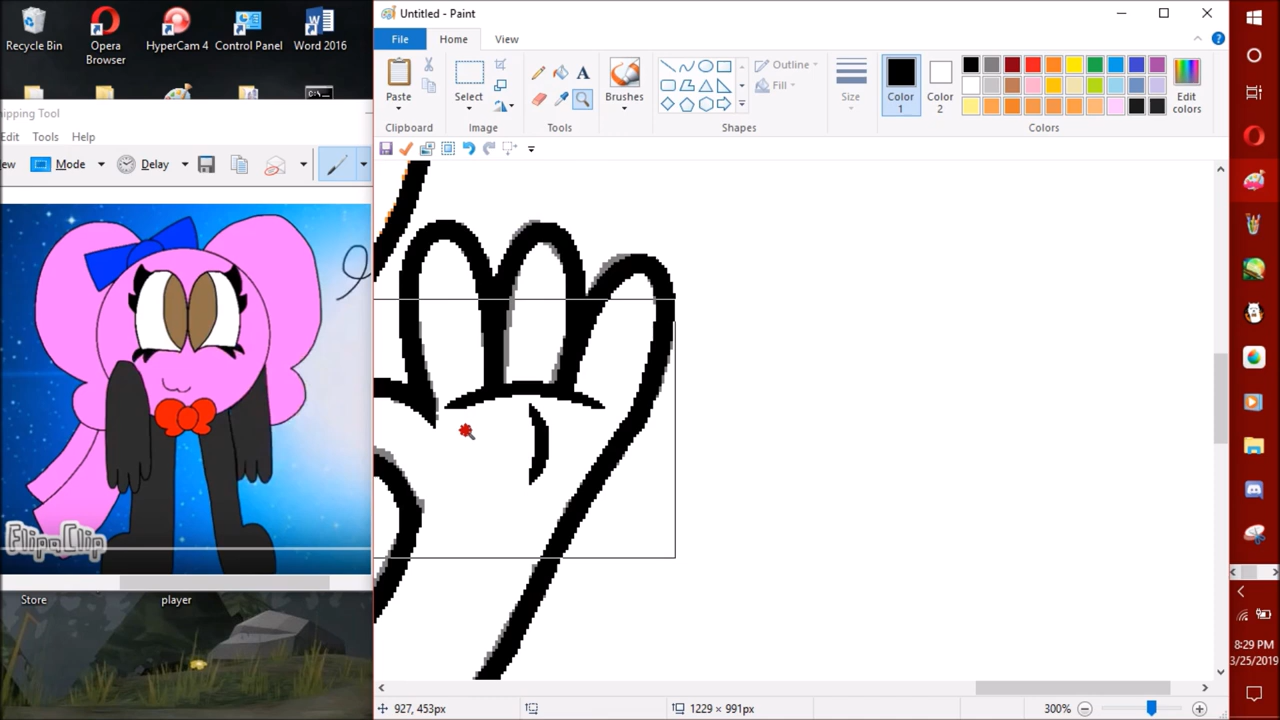 Recycle Bin
Opera Browser
HyperCam 4
Control Panel
Word 2016
ipping Tool
Edit Tools Help
ew Mode Delay
FlipaClip
Store
player
Untitled - Paint
File Home View
Paste
Select
Brushes
Outline
Fill
Size
Color 1
Color 2
Edit colors
Clipboard Image Tools Shapes Colors
927, 453px
1229 × 991px
300%
8:29 PM
3/25/2019